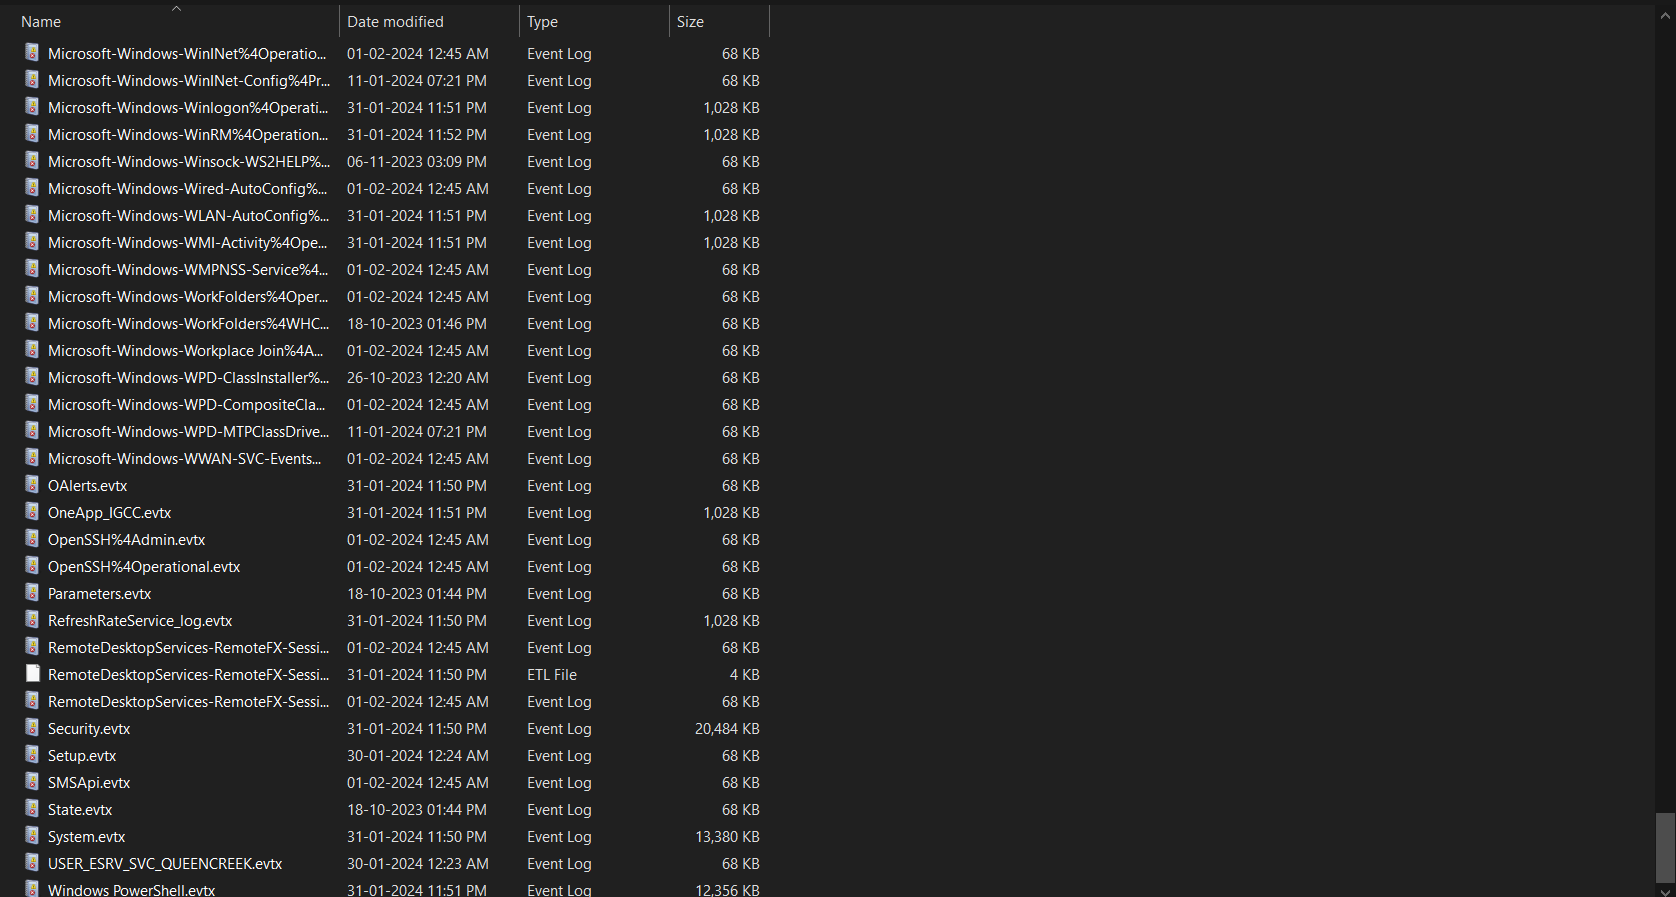 Name Date modified Type Size
Microsoft-Windows-WinINet%4Operatio... 01-02-2024 12:45 AM Event Log 68 KB
Microsoft-Windows-WinINet-Config%4Pr... 11-01-2024 07:21 PM Event Log 68 KB
Microsoft-Windows-Winlogon%4Operati... 31-01-2024 11:51 PM Event Log 1,028 KB
Microsoft-Windows-WinRM%4Operation... 31-01-2024 11:52 PM Event Log 1,028 KB
Microsoft-Windows-Winsock-WS2HELP%... 06-11-2023 03:09 PM Event Log 68 KB
Microsoft-Windows-Wired-AutoConfig%... 01-02-2024 12:45 AM Event Log 68 KB
Microsoft-Windows-WLAN-AutoConfig%... 31-01-2024 11:51 PM Event Log 1,028 KB
Microsoft-Windows-WMI-Activity%4Ope... 31-01-2024 11:51 PM Event Log 1,028 KB
Microsoft-Windows-WMPNSS-Service%4... 01-02-2024 12:45 AM Event Log 68 KB
Microsoft-Windows-WorkFolders%4Oper... 01-02-2024 12:45 AM Event Log 68 KB
Microsoft-Windows-WorkFolders%4WHC... 18-10-2023 01:46 PM Event Log 68 KB
Microsoft-Windows-Workplace Join%4A... 01-02-2024 12:45 AM Event Log 68 KB
Microsoft-Windows-WPD-ClassInstaller%... 26-10-2023 12:20 AM Event Log 68 KB
Microsoft-Windows-WPD-CompositeCla... 01-02-2024 12:45 AM Event Log 68 KB
Microsoft-Windows-WPD-MTPClassDrive... 11-01-2024 07:21 PM Event Log 68 KB
Microsoft-Windows-WWAN-SVC-Events... 01-02-2024 12:45 AM Event Log 68 KB
OAlerts.evtx 31-01-2024 11:50 PM Event Log 68 KB
OneApp_IGCC.evtx 31-01-2024 11:51 PM Event Log 1,028 KB
OpenSSH%4Admin.evtx 01-02-2024 12:45 AM Event Log 68 KB
OpenSSH%4Operational.evtx 01-02-2024 12:45 AM Event Log 68 KB
Parameters.evtx 18-10-2023 01:44 PM Event Log 68 KB
RefreshRateService_log.evtx 31-01-2024 11:50 PM Event Log 1,028 KB
RemoteDesktopServices-RemoteFX-Sessi... 01-02-2024 12:45 AM Event Log 68 KB
RemoteDesktopServices-RemoteFX-Sessi... 31-01-2024 11:50 PM ETL File 4 KB
RemoteDesktopServices-RemoteFX-Sessi... 01-02-2024 12:45 AM Event Log 68 KB
Security.evtx 31-01-2024 11:50 PM Event Log 20,484 KB
Setup.evtx 30-01-2024 12:24 AM Event Log 68 KB
SMSApi.evtx 01-02-2024 12:45 AM Event Log 68 KB
State.evtx 18-10-2023 01:44 PM Event Log 68 KB
System.evtx 31-01-2024 11:50 PM Event Log 13,380 KB
USER_ESRV_SVC_QUEENCREEK.evtx 30-01-2024 12:23 AM Event Log 68 KB
Windows PowerShell.evtx 31-01-2024 11:51 PM Event Log 12,356 KB